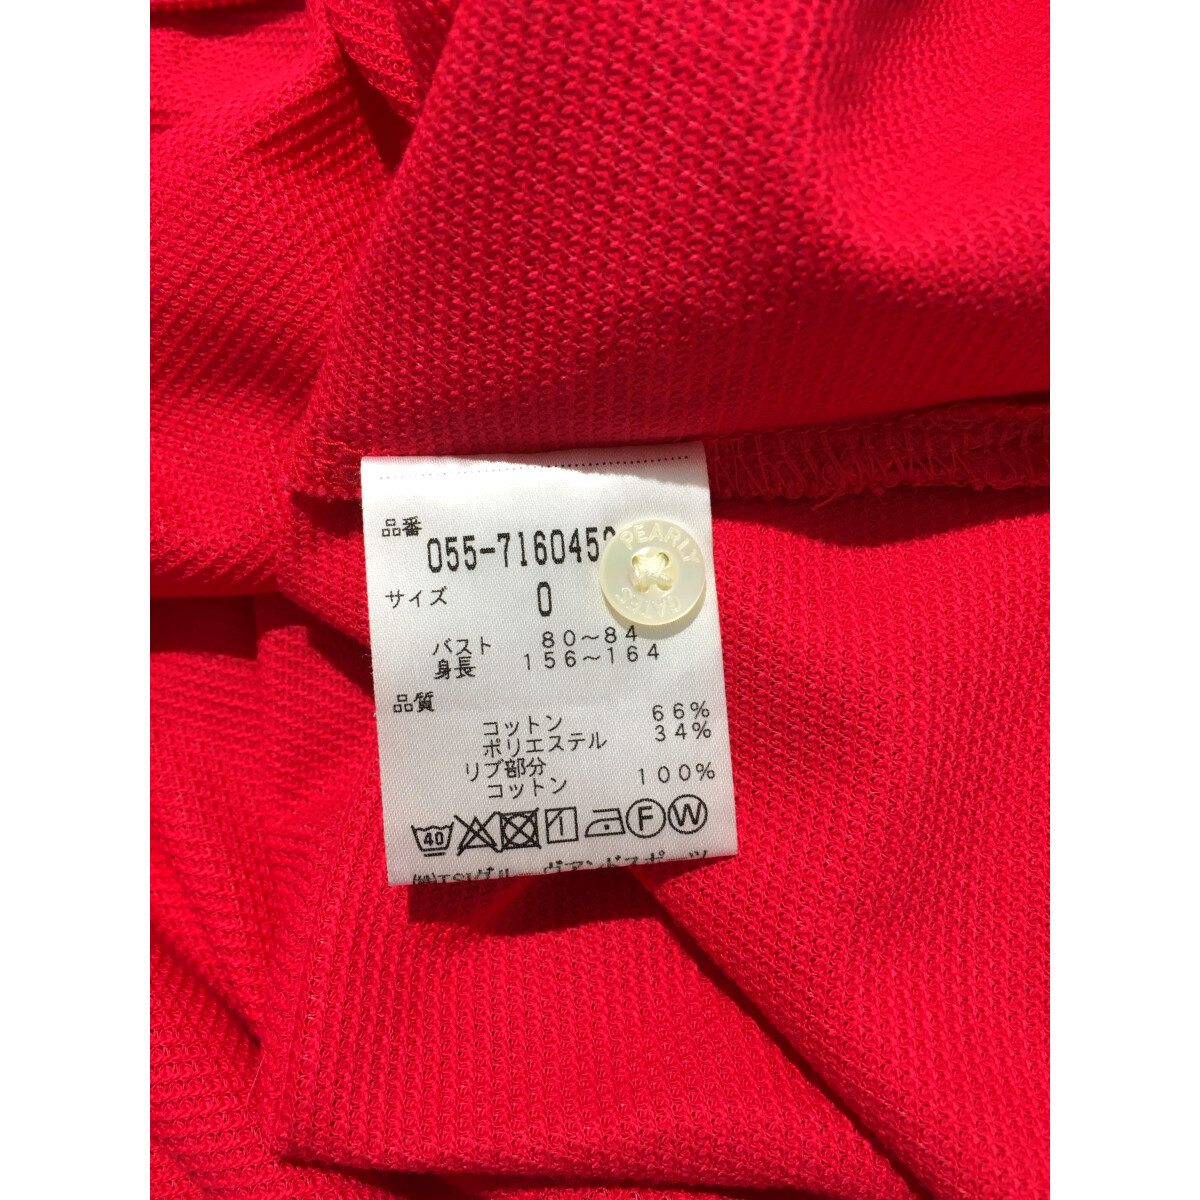 品番
055-716045
サイズ 0
バスト 80~84
身長 156~164
品質
コットン 66%
ポリエステル 34%
リブ部分
コットン 100%
40 1 F W
PEARLY
GATES